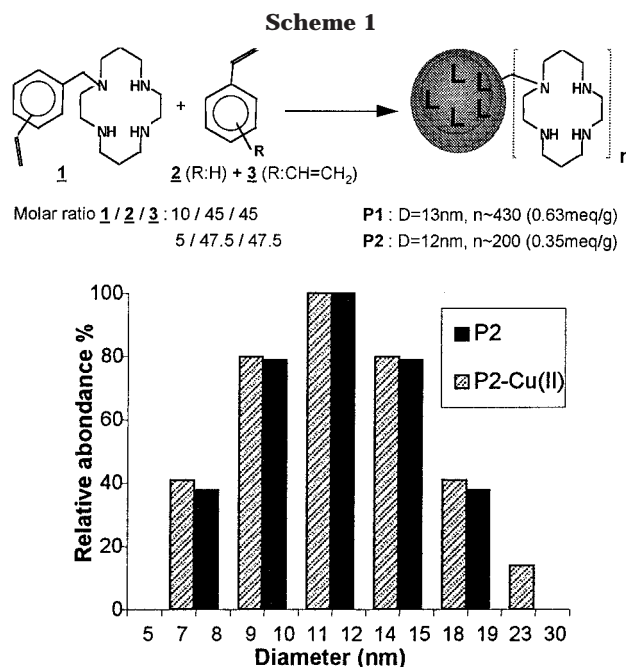 Scheme 1
N HN
NH HN
+
R
1
2 (R:H) + 3 (R:CH=CH₂)
L L L L L
N HN
NH HN
n
Molar ratio 1 / 2 / 3 : 10 / 45 / 45
5 / 47.5 / 47.5
P1 : D=13nm, n~430 (0.63meq/g)
P2 : D=12nm, n~200 (0.35meq/g)
Relative abondance %
100
80
60
40
20
0
P2
P2-Cu(II)
5 7 8 9 10 11 12 14 15 18 19 23 30
Diameter (nm)